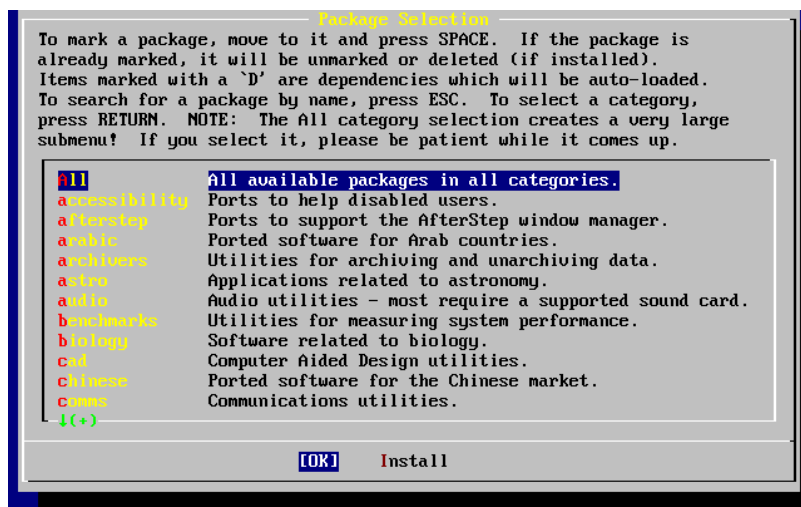 Package Selection
To mark a package, move to it and press SPACE.  If the package is
already marked, it will be unmarked or deleted (if installed).
Items marked with a `D' are dependencies which will be auto-loaded.
To search for a package by name, press ESC.  To select a category,
press RETURN.  NOTE:  The All category selection creates a very large
submenu!  If you select it, please be patient while it comes up.
All All available packages in all categories.
accessibility Ports to help disabled users.
afterstep Ports to support the AfterStep window manager.
arabic Ported software for Arab countries.
archivers Utilities for archiving and unarchiving data.
astro Applications related to astronomy.
audio Audio utilities - most require a supported sound card.
benchmarks Utilities for measuring system performance.
biology Software related to biology.
cad Computer Aided Design utilities.
chinese Ported software for the Chinese market.
comms Communications utilities.
↓(+)
[OK] Install